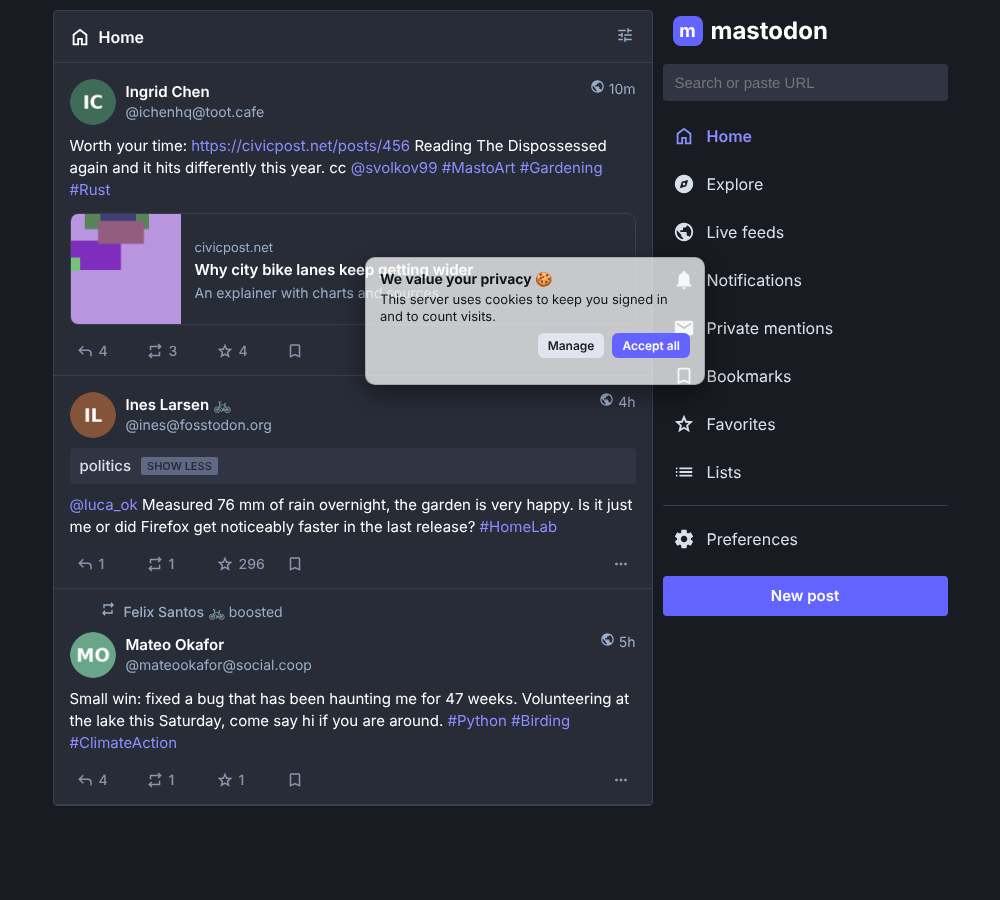 Home
IC
Ingrid Chen
10m
@ichenhq@toot.cafe
Worth your time: https://civicpost.net/posts/456 Reading The Dispossessed
again and it hits differently this year. cc @svolkov99 #MastoArt #Gardening
#Rust
civicpost.net
Why city bike lanes keep getting wider
An explainer with charts and sources
4
3
4
We value your privacy 🍪
This server uses cookies to keep you signed in
and to count visits.
Manage
Accept all
IL
Ines Larsen 🚲
4h
@ines@fosstodon.org
politics
SHOW LESS
@luca_ok Measured 76 mm of rain overnight, the garden is very happy. Is it just
me or did Firefox get noticeably faster in the last release? #HomeLab
1
1
296
Felix Santos 🚲 boosted
MO
Mateo Okafor
5h
@mateookafor@social.coop
Small win: fixed a bug that has been haunting me for 47 weeks. Volunteering at
the lake this Saturday, come say hi if you are around. #Python #Birding
#ClimateAction
4
1
1
m mastodon
Search or paste URL
Home
Explore
Live feeds
Notifications
Private mentions
Bookmarks
Favorites
Lists
Preferences
New post